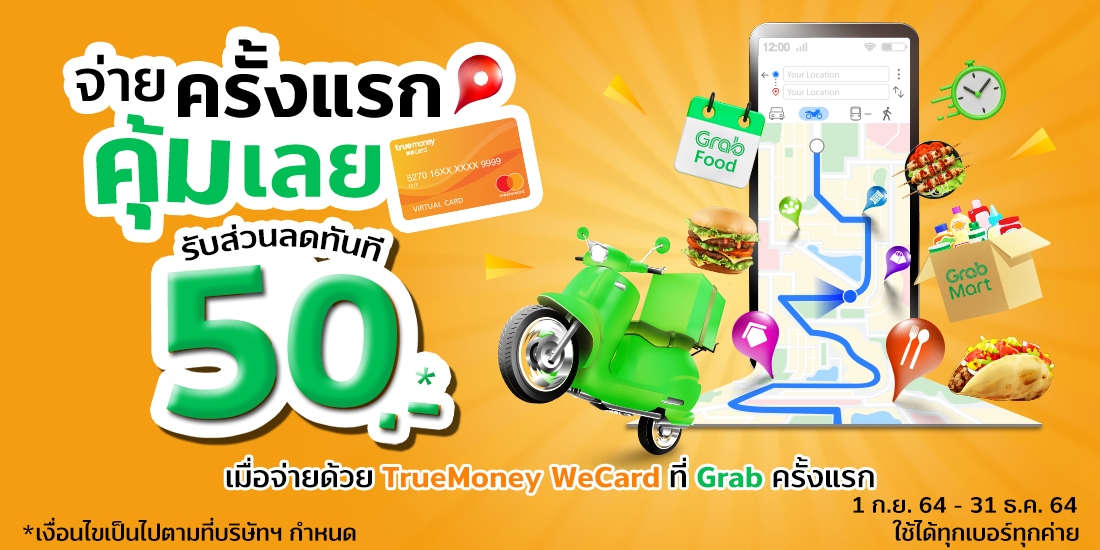 จ่ายครั้งแรก
คุ้มเลย
truemoney
wecard
5270 16XX XXXX 9999
VIRTUAL CARD
mastercard
รับส่วนลดทันที
50.-*
12:00
Your Location
Your Location
Grab
Food
Grab
Mart
เมื่อจ่ายด้วย TrueMoney WeCard ที่ Grab ครั้งแรก
1 ก.ย. 64 - 31 ธ.ค. 64
*เงื่อนไขเป็นไปตามที่บริษัทฯ กำหนด
ใช้ได้ทุกเบอร์ทุกค่าย